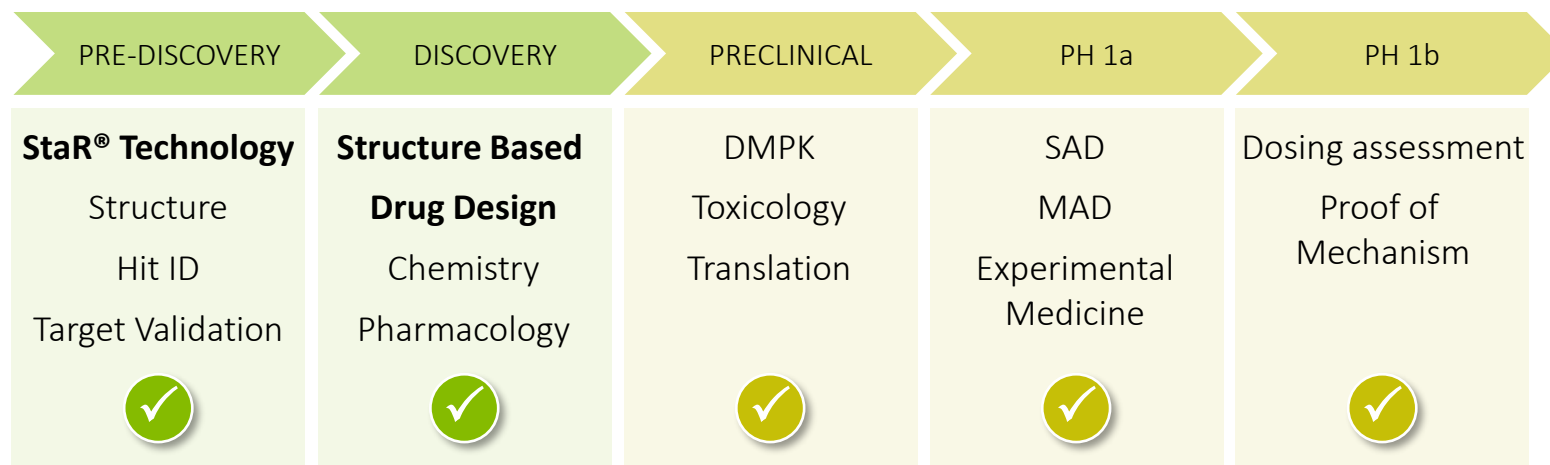 PRE-DISCOVERY
DISCOVERY
PRECLINICAL
PH 1a
PH 1b
StaR® Technology
Structure
Hit ID
Target Validation
Structure Based
Drug Design
Chemistry
Pharmacology
DMPK
Toxicology
Translation
SAD
MAD
Experimental
Medicine
Dosing assessment
Proof of
Mechanism